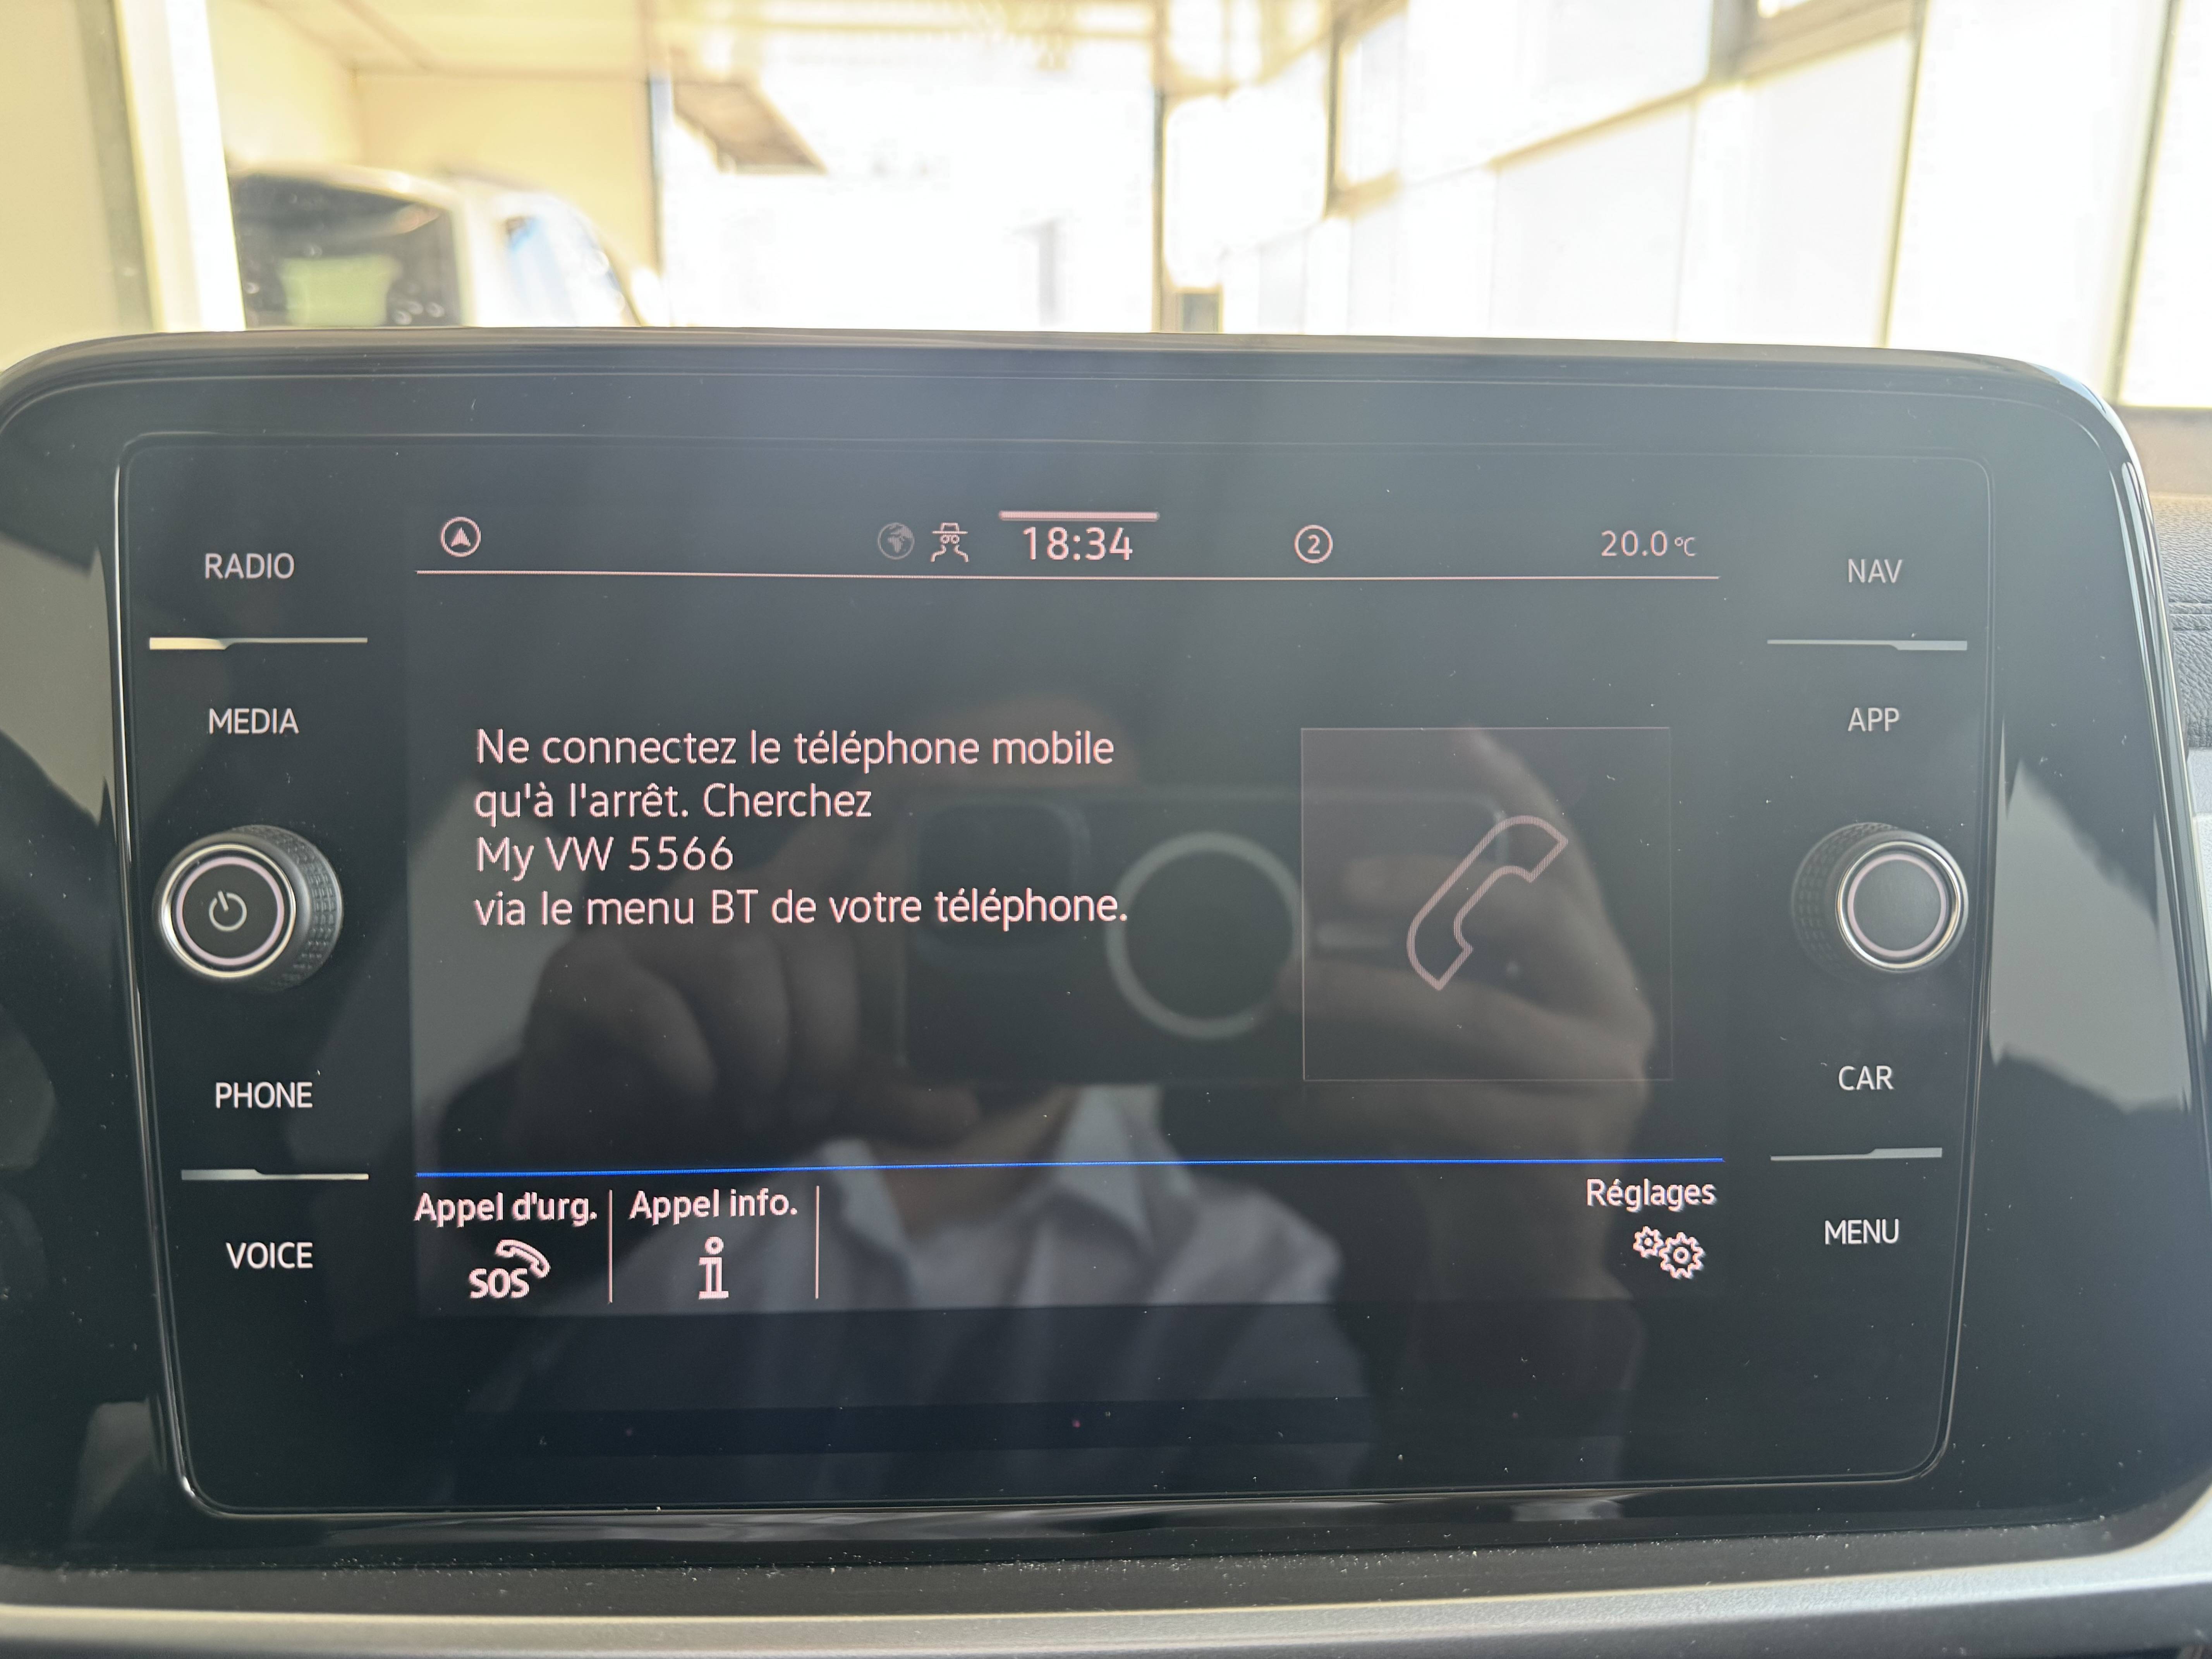 18:34
2
20.0°C
RADIO
NAV
MEDIA
APP
Ne connectez le téléphone mobile
qu'à l'arrêt. Cherchez
My VW 5566
via le menu BT de votre téléphone.
PHONE
CAR
VOICE
MENU
Appel d'urg.
SOS
Appel info.
i
Réglages